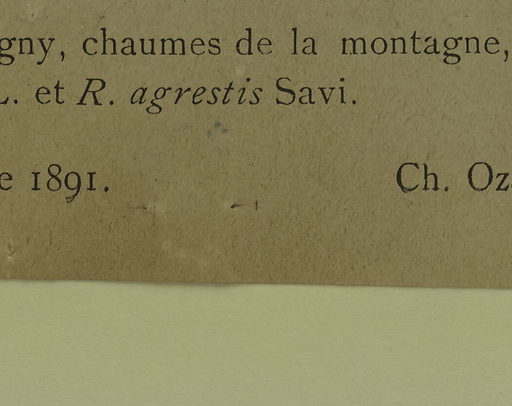 gny, chaumes de la montagne,
L. et R. agrestis Savi.
e 1891. Ch. Oz